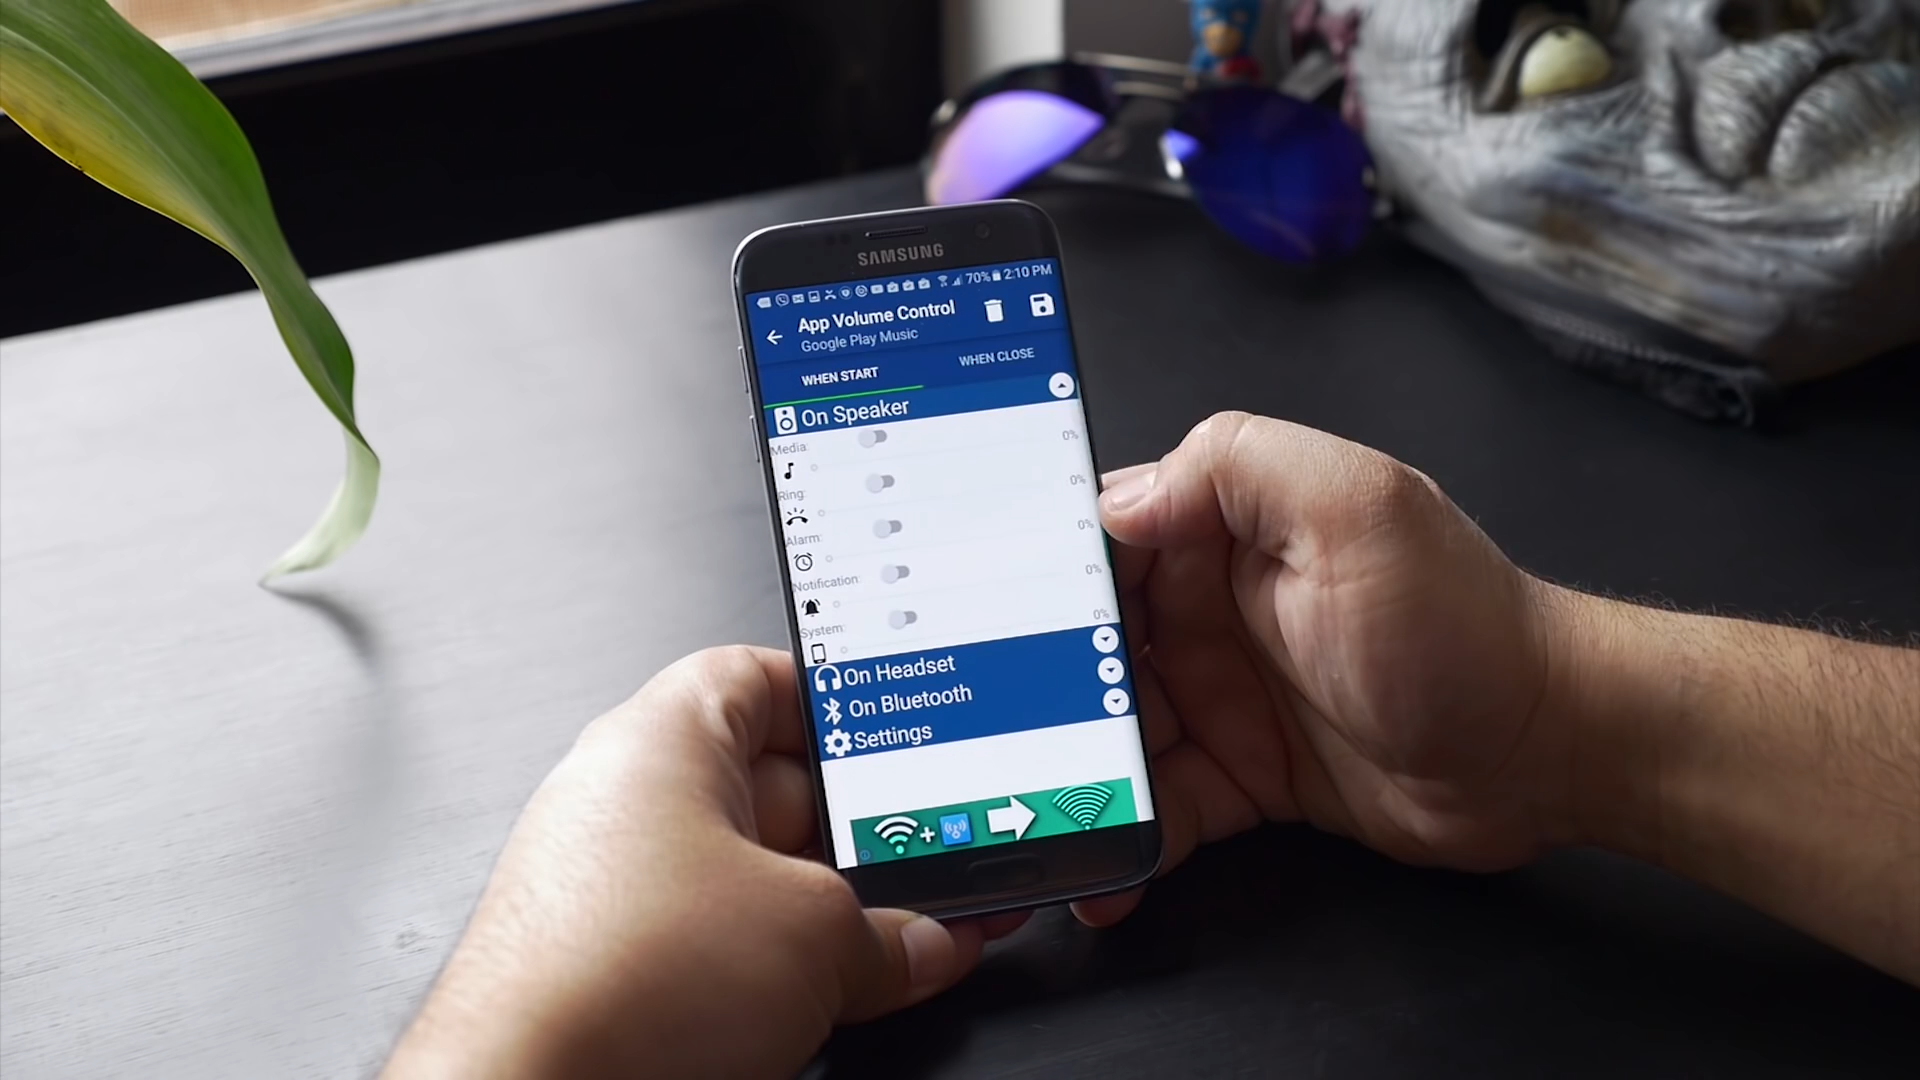 SAMSUNG
70% 2:10 PM
App Volume Control
Google Play Music
WHEN START
WHEN CLOSE
On Speaker
Media:
0%
Ring:
0%
Alarm:
0%
Notification:
0%
System:
0%
On Headset
On Bluetooth
Settings